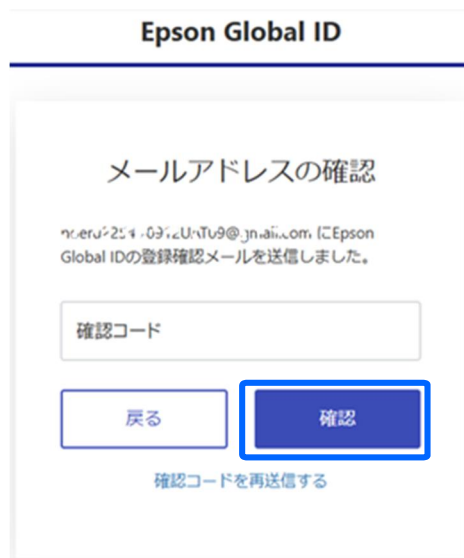 Epson Global ID
メールアドレスの確認
にEpson
Global IDの登録確認メールを送信しました。
確認コード
戻る
確認
確認コードを再送信する